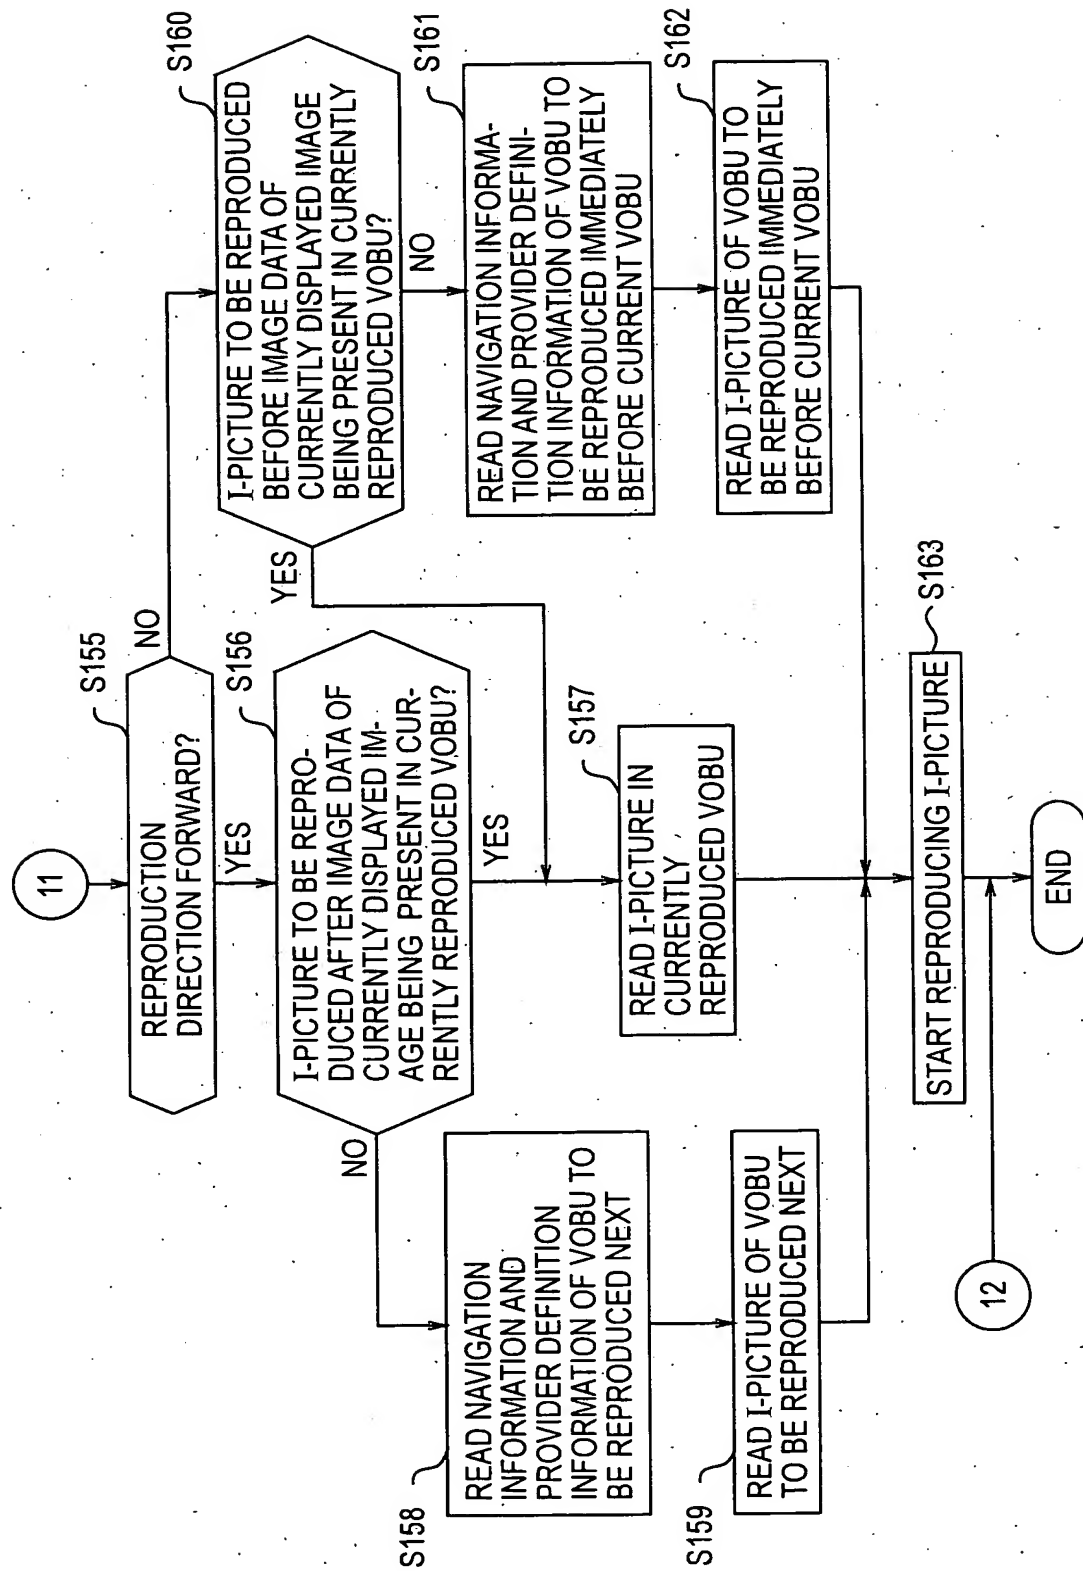 11
S155
REPRODUCTION
DIRECTION FORWARD?
NO
YES
S156
I-PICTURE TO BE REPRO-
DUCED AFTER IMAGE DATA OF
CURRENTLY DISPLAYED IM-
AGE BEING PRESENT IN CUR-
RENTLY REPRODUCED VOBU?
NO
YES
S157
READ I-PICTURE IN
CURRENTLY
REPRODUCED VOBU
S158
READ NAVIGATION
INFORMATION AND
PROVIDER DEFINITION
INFORMATION OF VOBU TO
BE REPRODUCED NEXT
S159
READ I-PICTURE OF VOBU
TO BE REPRODUCED NEXT
S160
I-PICTURE TO BE REPRODUCED
BEFORE IMAGE DATA OF
CURRENTLY DISPLAYED IMAGE
BEING PRESENT IN CURRENTLY
REPRODUCED VOBU?
YES
NO
S161
READ NAVIGATION INFORMA-
TION AND PROVIDER DEFINI-
TION INFORMATION OF VOBU TO
BE REPRODUCED IMMEDIATELY
BEFORE CURRENT VOBU
S162
READ I-PICTURE OF VOBU TO
BE REPRODUCED IMMEDIATELY
BEFORE CURRENT VOBU
S163
START REPRODUCING I-PICTURE
12
END